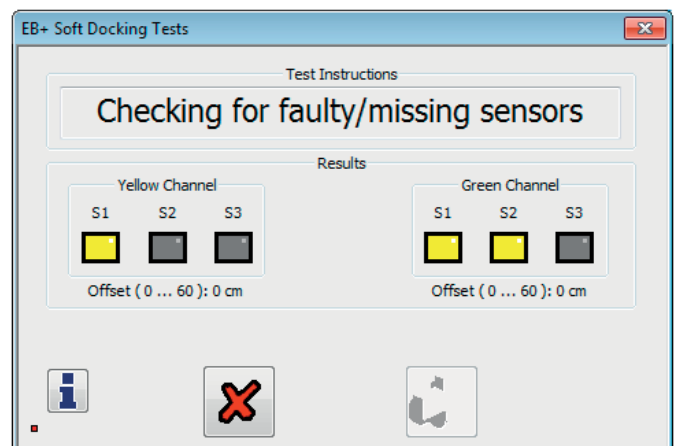 EB+ Soft Docking Tests
Test Instructions
Checking for faulty/missing sensors
Results
Yellow Channel
Green Channel
S1 S2 S3
S1 S2 S3
Offset ( 0 ... 60 ): 0 cm
Offset ( 0 ... 60 ): 0 cm